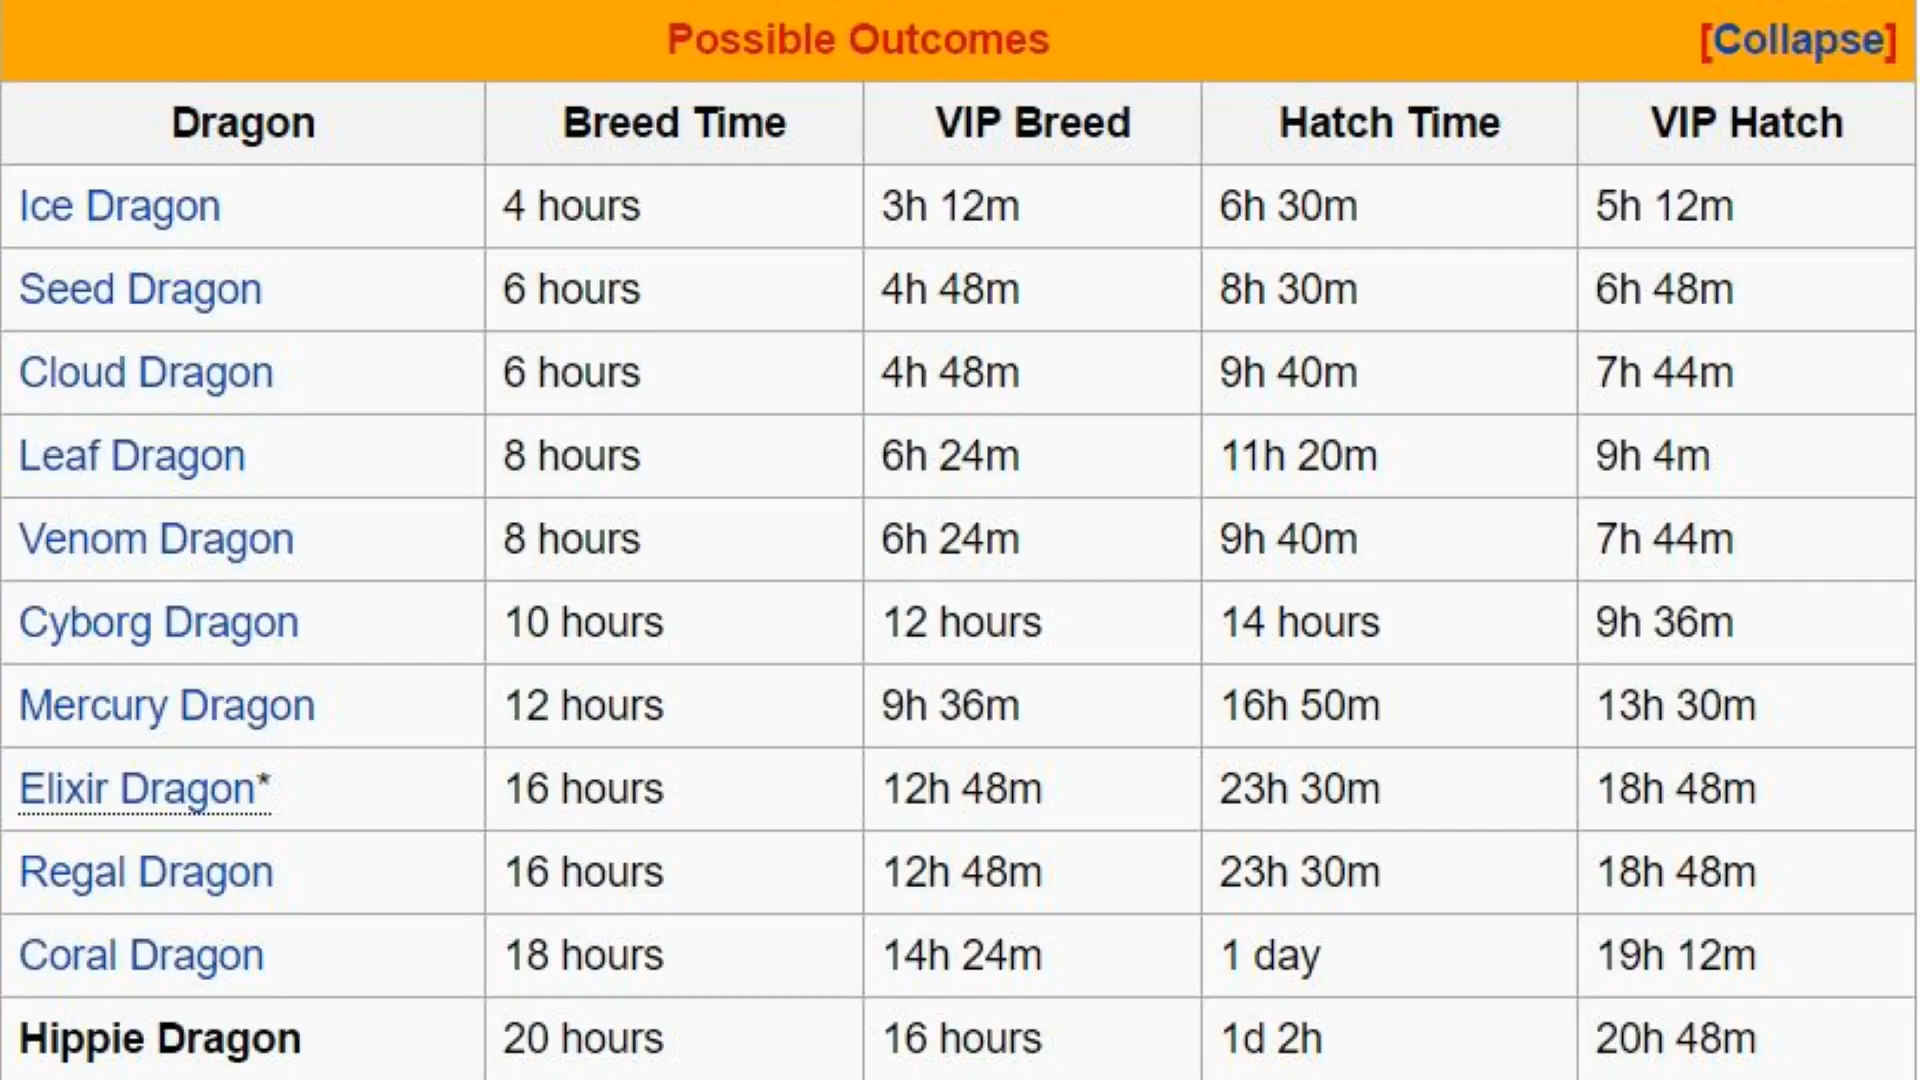 Possible Outcomes [Collapse]
Dragon Breed Time VIP Breed Hatch Time VIP Hatch
Ice Dragon 4 hours 3h 12m 6h 30m 5h 12m
Seed Dragon 6 hours 4h 48m 8h 30m 6h 48m
Cloud Dragon 6 hours 4h 48m 9h 40m 7h 44m
Leaf Dragon 8 hours 6h 24m 11h 20m 9h 4m
Venom Dragon 8 hours 6h 24m 9h 40m 7h 44m
Cyborg Dragon 10 hours 12 hours 14 hours 9h 36m
Mercury Dragon 12 hours 9h 36m 16h 50m 13h 30m
Elixir Dragon* 16 hours 12h 48m 23h 30m 18h 48m
Regal Dragon 16 hours 12h 48m 23h 30m 18h 48m
Coral Dragon 18 hours 14h 24m 1 day 19h 12m
Hippie Dragon 20 hours 16 hours 1d 2h 20h 48m